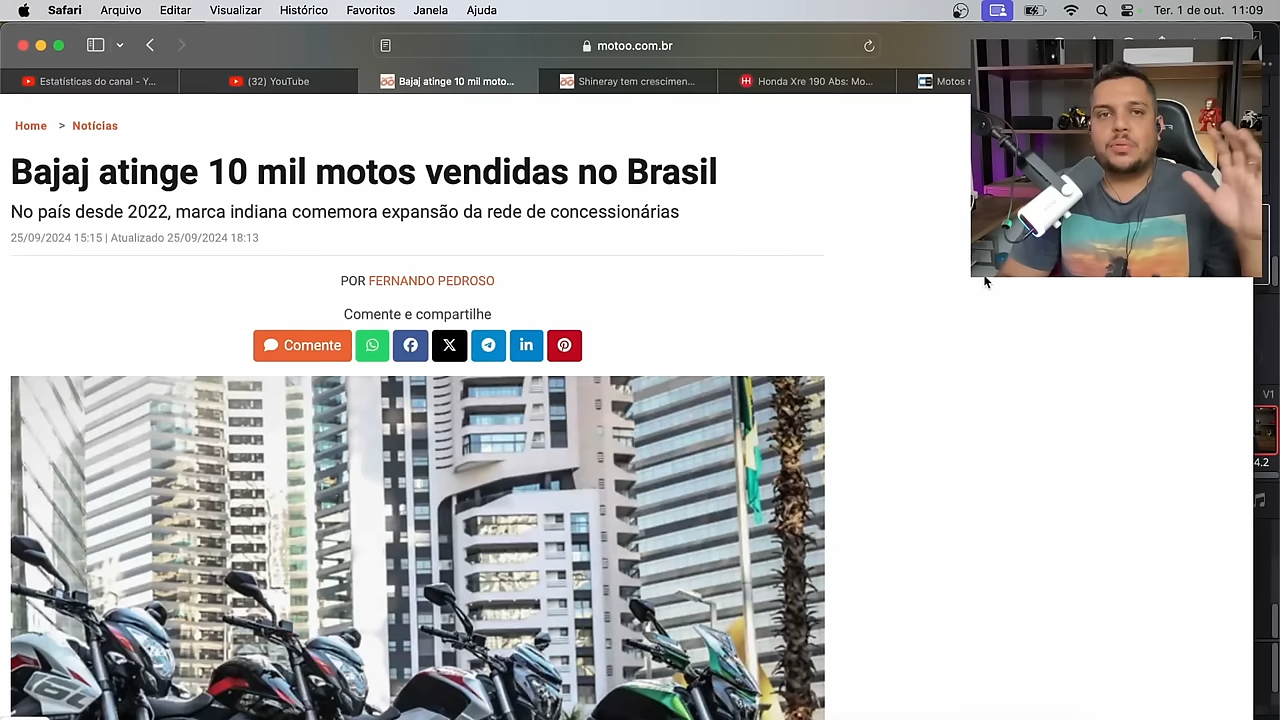 Safari Arquivo Editar Visualizar Histórico Favoritos Janela Ajuda Ter. 1 de out. 11:09
motoo.com.br
Estatísticas do canal - Y... (32) YouTube Bajaj atinge 10 mil moto... Shineray tem crescimen... Honda Xre 190 Abs: Mo... Motos
Home > Notícias
Bajaj atinge 10 mil motos vendidas no Brasil
No país desde 2022, marca indiana comemora expansão da rede de concessionárias
25/09/2024 15:15 | Atualizado 25/09/2024 18:13
POR FERNANDO PEDROSO
Comente e compartilhe
Comente
V1
4.2